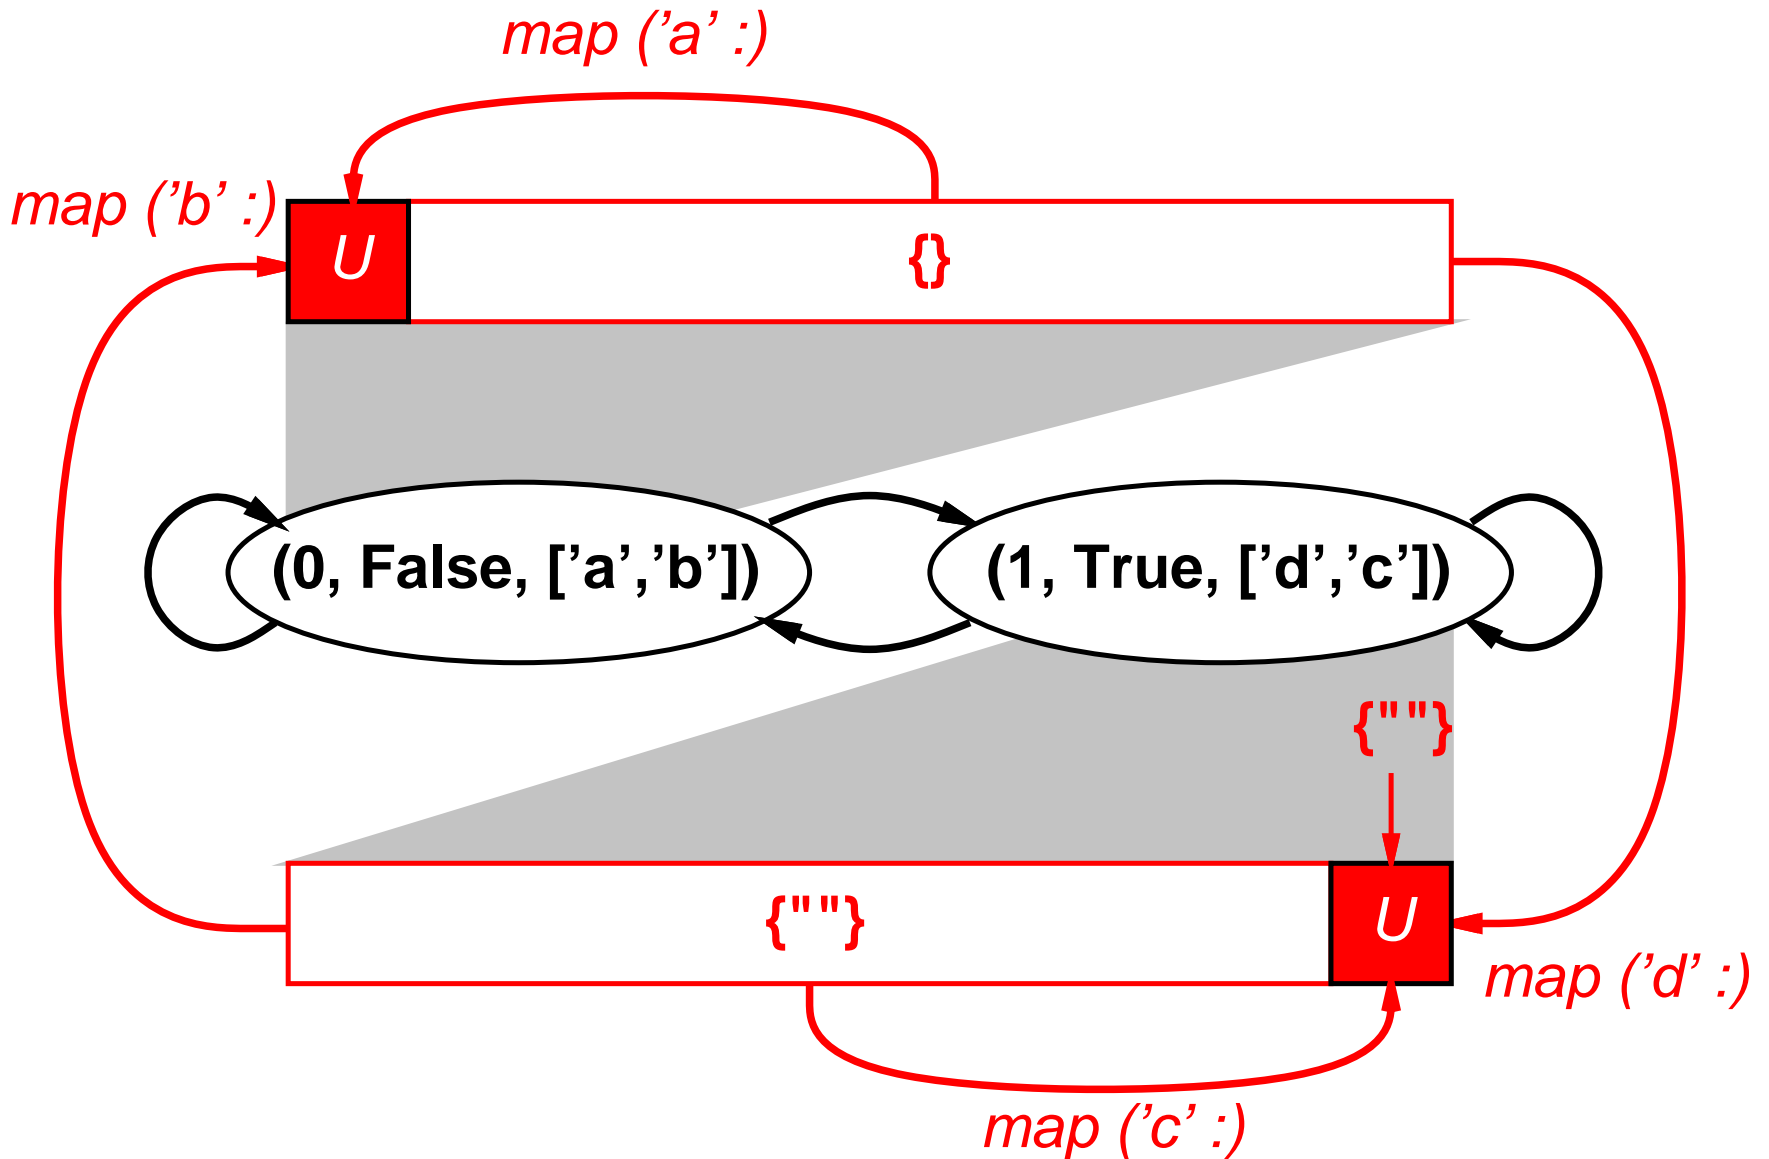 map (’a’ :)
map (’b’ :)
U
{}
(0, False, [’a’,’b’])
(1, True, [’d’,’c’])
{""}
{""}
U
map (’d’ :)
map (’c’ :)